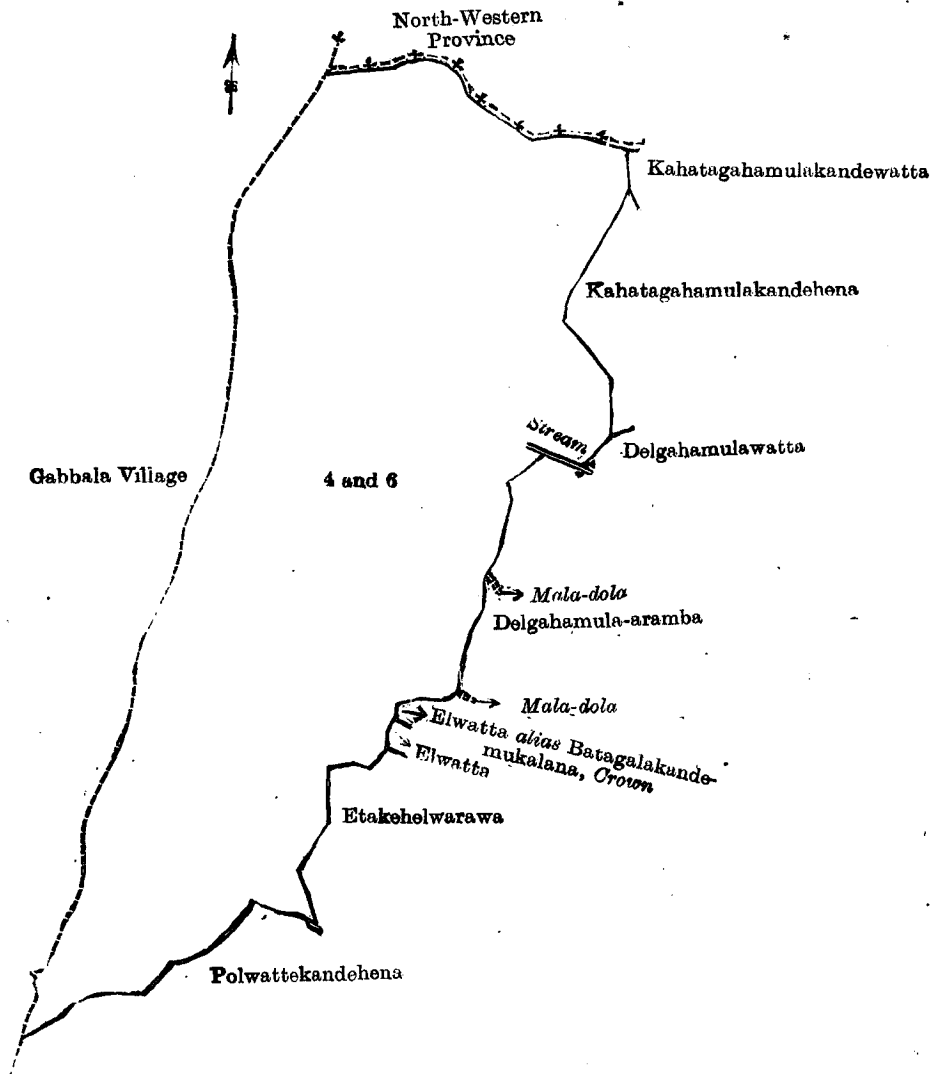 North-Western
Province
Kahatagahamulakandewatta
Kahatagahamulakandehena
Stream
Delgahamulawatta
Gabbala Village
4 and 6
Mala-dola
Delgahamula-aramba
Mala-dola
Elwatta alias Batagalakande-
mukalana, Crown
Elwatta
Etakehelwarawa
Polwattekandehena